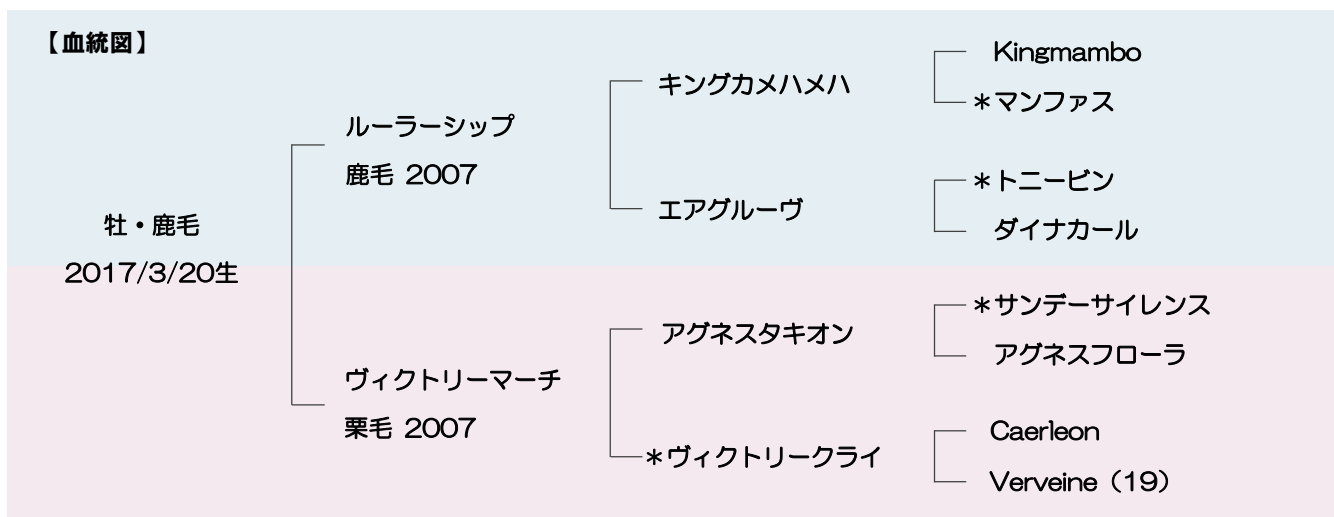 【血統図】
牡・鹿毛
2017/3/20生
ルーラーシップ
鹿毛 2007
ヴィクトリーマーチ
栗毛 2007
キングカメハメハ
エアグルーヴ
アグネスタキオン
*ヴィクトリークライ
Kingmambo
*マンファス
*トニービン
ダイナカール
*サンデーサイレンス
アグネスフローラ
Caerleon
Verveine(19)